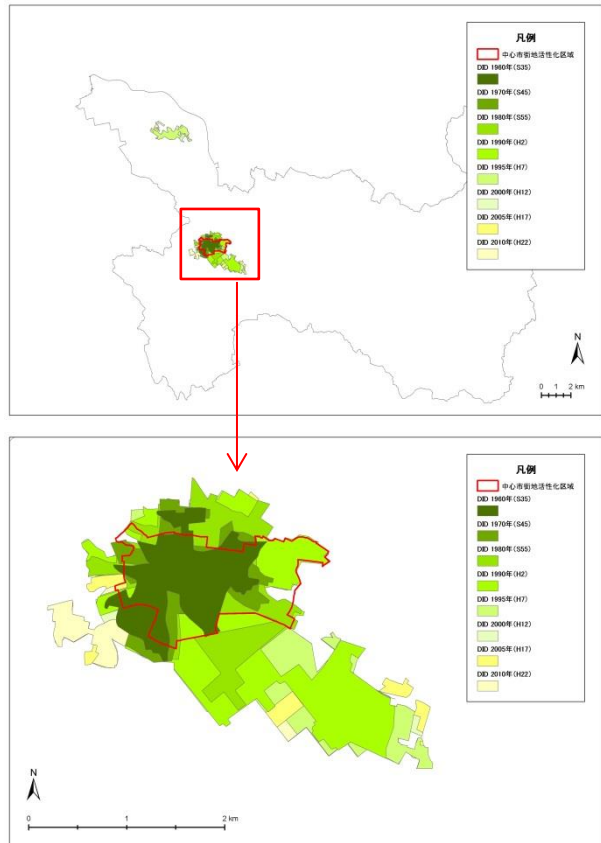 凡例
中心市街地活性化区域
DID 1960年(S35)
DID 1970年(S45)
DID 1980年(S55)
DID 1990年(H2)
DID 1995年(H7)
DID 2000年(H12)
DID 2005年(H17)
DID 2010年(H22)
N
0 1 2 km
凡例
中心市街地活性化区域
DID 1960年(S35)
DID 1970年(S45)
DID 1980年(S55)
DID 1990年(H2)
DID 1995年(H7)
DID 2000年(H12)
DID 2005年(H17)
DID 2010年(H22)
N
0 1 2 km